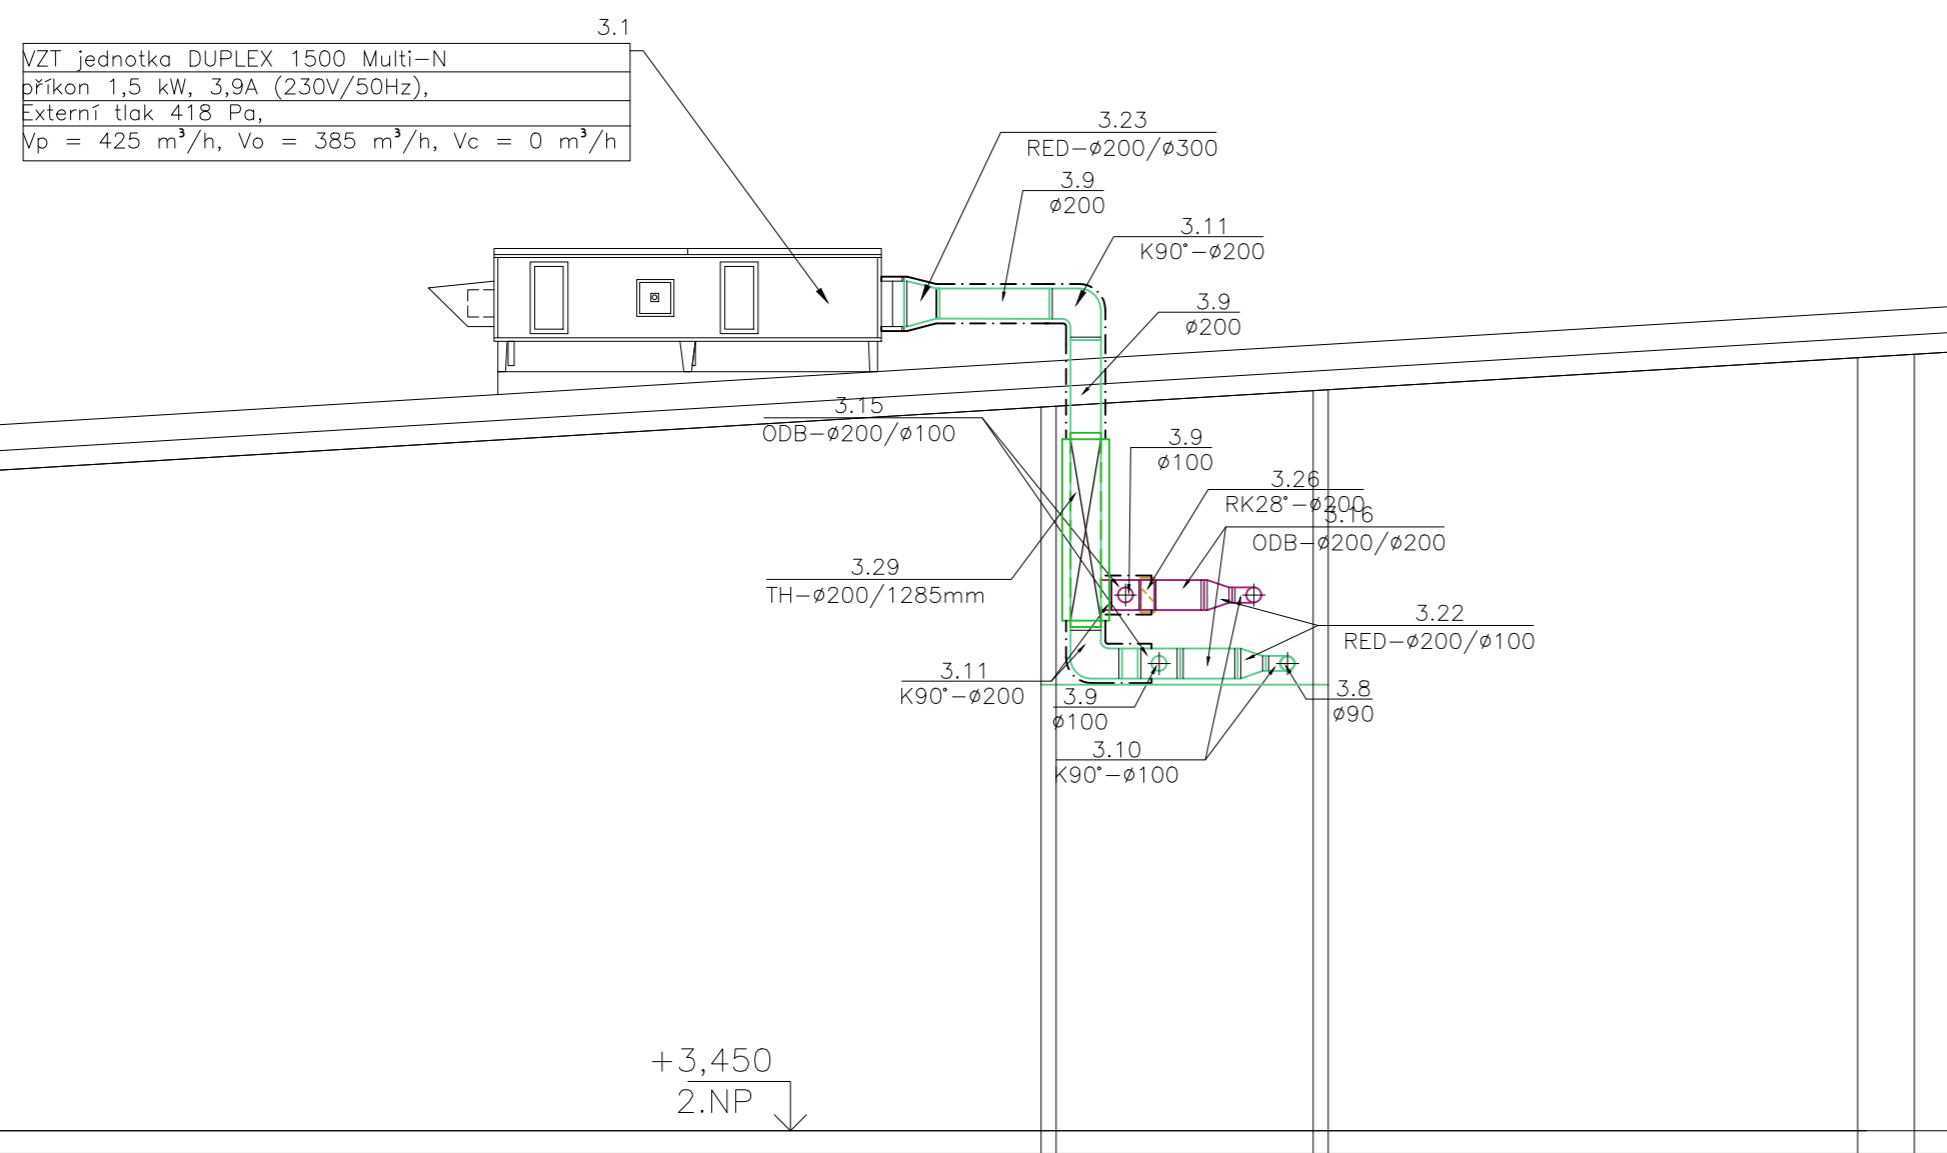 3.1
VZT jednotka DUPLEX 1500 Multi-N
příkon 1,5 kW, 3,9A (230V/50Hz),
Externí tlak 418 Pa,
Vp = 425 m³/h, Vo = 385 m³/h, Vc = 0 m³/h
3.23
RED-ø200/ø300
3.9
ø200
3.11
K90°-ø200
3.9
ø200
3.15
ODB-ø200/ø100
3.9
ø100
3.26
RK28°-ø200
3.16
ODB-ø200/ø200
3.29
TH-ø200/1285mm
3.22
RED-ø200/ø100
3.11
K90°-ø200
3.9
ø100
3.8
ø90
3.10
K90°-ø100
+3,450
2.NP